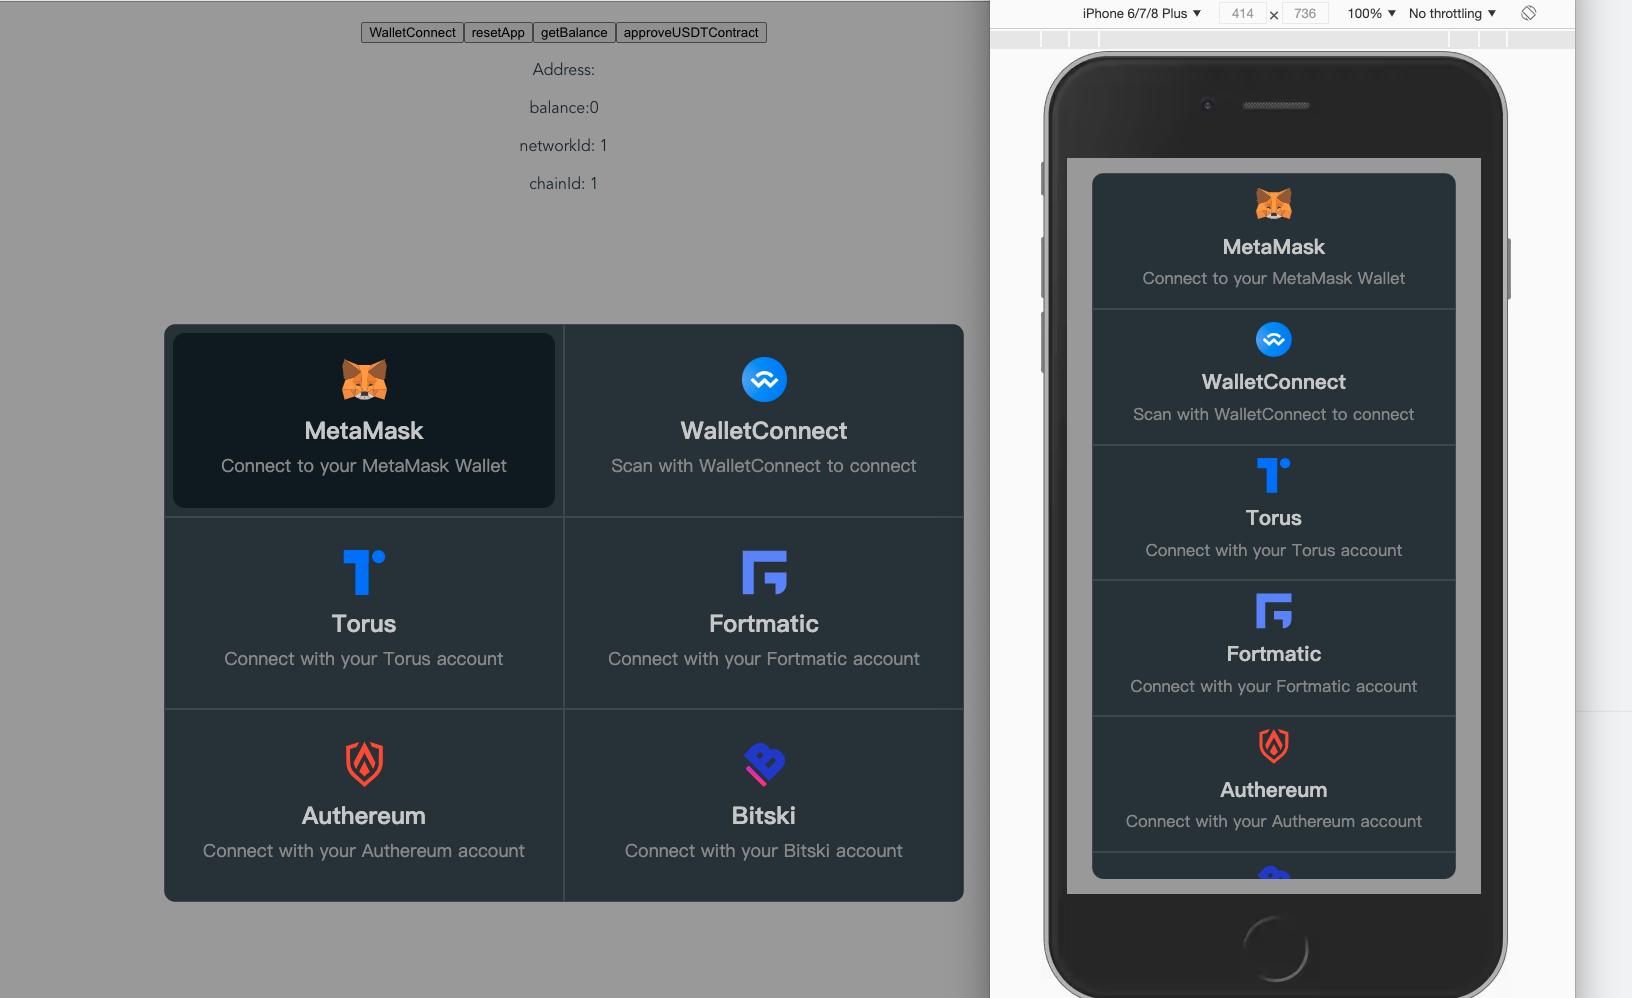 WalletConnect resetApp getBalance approveUSDTContract
Address:
balance:0
networkId: 1
chainId: 1
MetaMask
Connect to your MetaMask Wallet
WalletConnect
Scan with WalletConnect to connect
Torus
Connect with your Torus account
Fortmatic
Connect with your Fortmatic account
Authereum
Connect with your Authereum account
Bitski
Connect with your Bitski account
iPhone 6/7/8 Plus ▼ 414 × 736 100% ▼ No throttling ▼
MetaMask
Connect to your MetaMask Wallet
WalletConnect
Scan with WalletConnect to connect
Torus
Connect with your Torus account
Fortmatic
Connect with your Fortmatic account
Authereum
Connect with your Authereum account